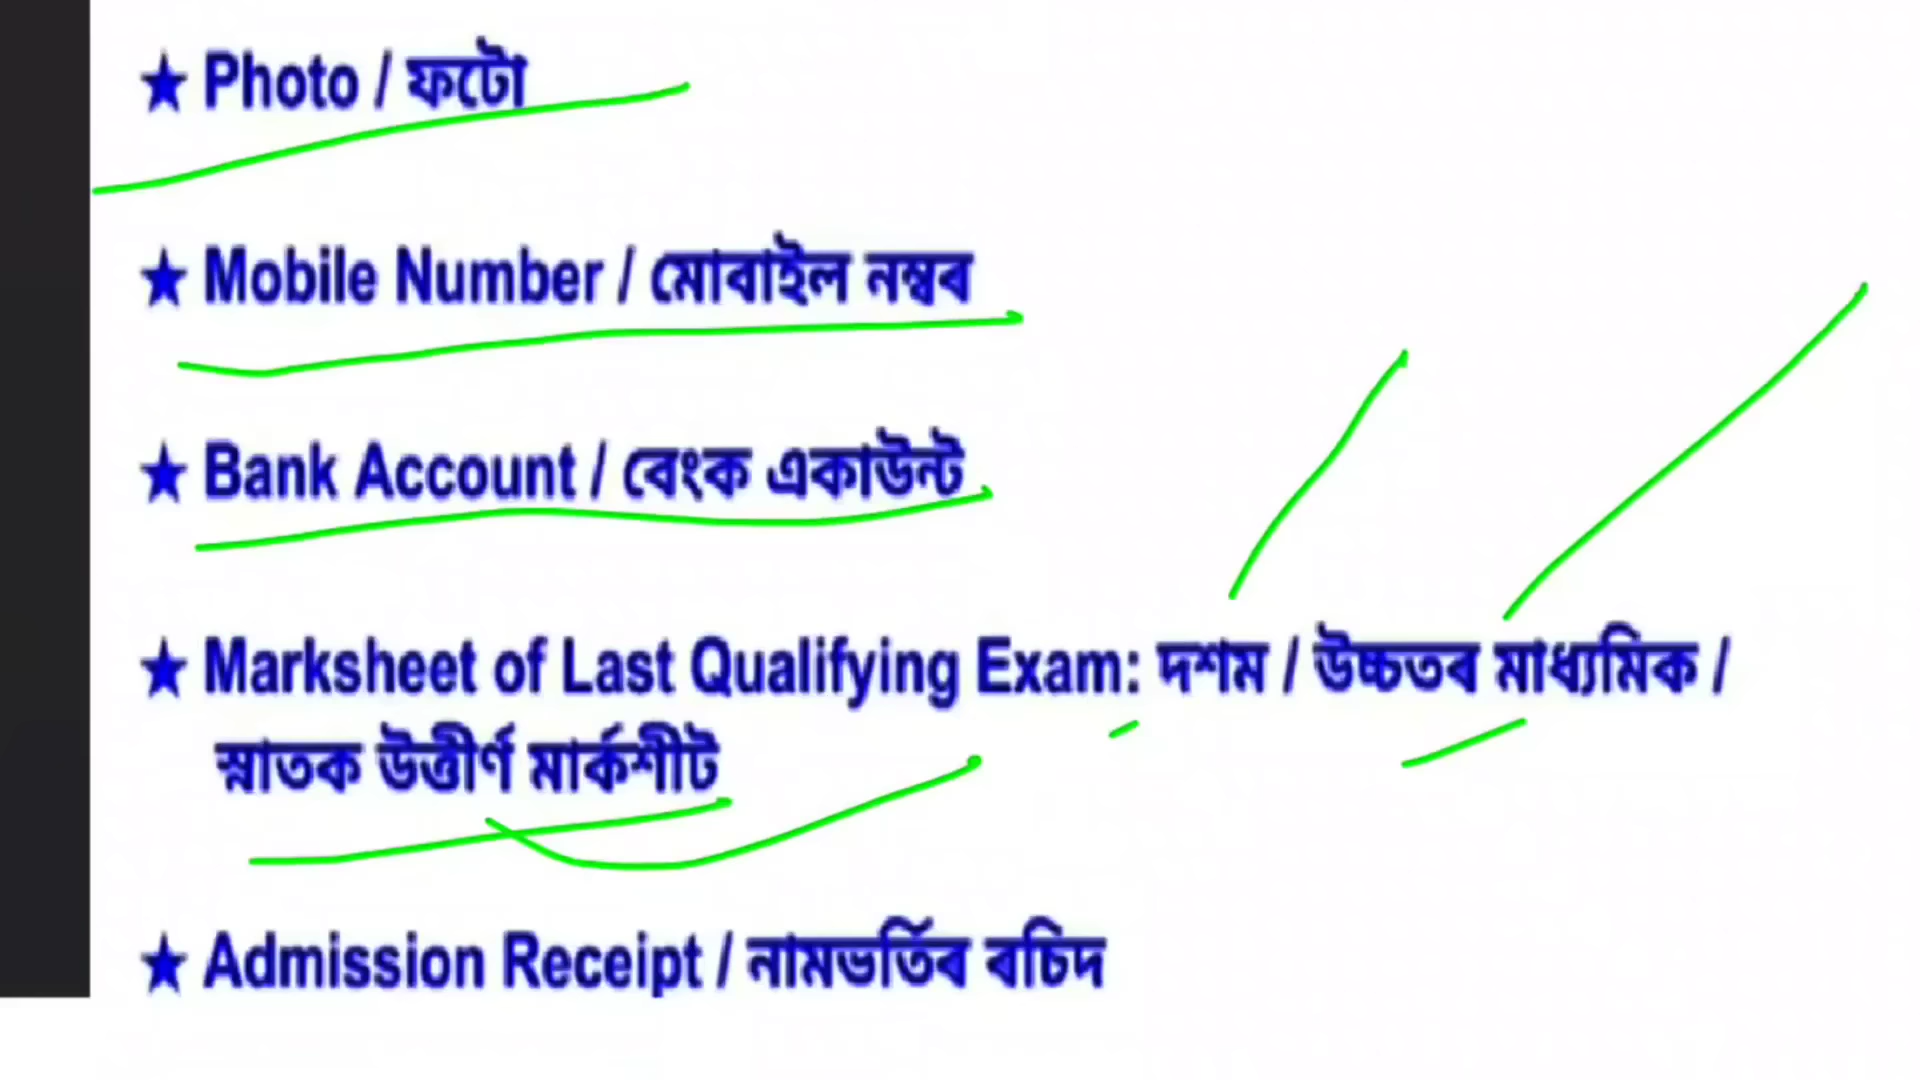 ★ Photo / ফটো
★ Mobile Number / মোবাইল নম্বৰ
★ Bank Account / বেংক একাউন্ট
★ Marksheet of Last Qualifying Exam: দশম / উচ্চতৰ মাধ্যমিক /
স্নাতক উত্তীৰ্ণ মাৰ্কশীট
★ Admission Receipt / নামভৰ্তিৰ ৰচিদ